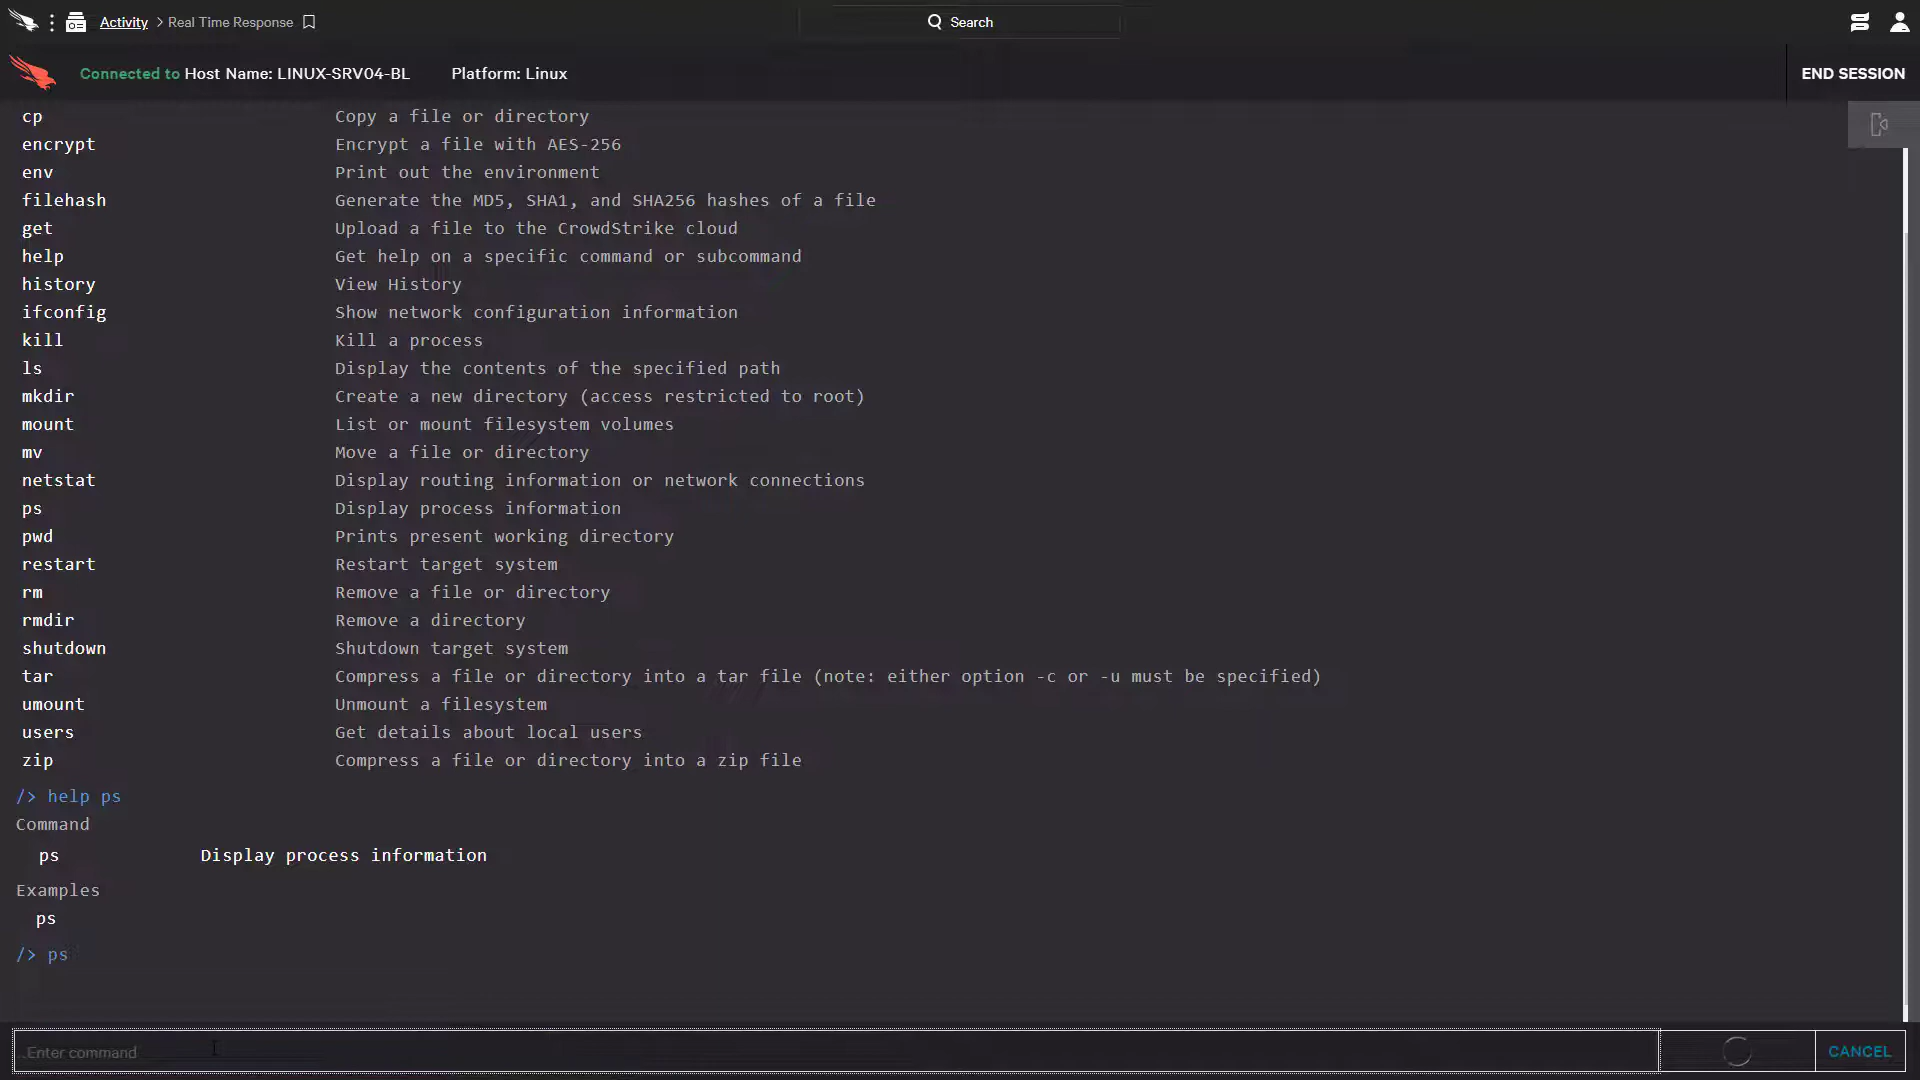 Activity > Real Time Response
Search
Connected to Host Name: LINUX-SRV04-BL Platform: Linux
END SESSION
cp Copy a file or directory
encrypt Encrypt a file with AES-256
env Print out the environment
filehash Generate the MD5, SHA1, and SHA256 hashes of a file
get Upload a file to the CrowdStrike cloud
help Get help on a specific command or subcommand
history View History
ifconfig Show network configuration information
kill Kill a process
ls Display the contents of the specified path
mkdir Create a new directory (access restricted to root)
mount List or mount filesystem volumes
mv Move a file or directory
netstat Display routing information or network connections
ps Display process information
pwd Prints present working directory
restart Restart target system
rm Remove a file or directory
rmdir Remove a directory
shutdown Shutdown target system
tar Compress a file or directory into a tar file (note: either option -c or -u must be specified)
umount Unmount a filesystem
users Get details about local users
zip Compress a file or directory into a zip file
/> help ps
Command
ps Display process information
Examples
ps
/> ps
Enter command
CANCEL